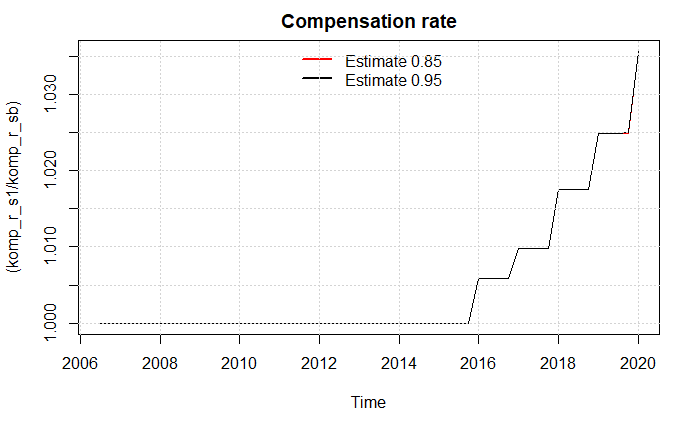 Compensation rate
Estimate 0.85
Estimate 0.95
(komp_r_s1/komp_r_sb)
1.030
1.020
1.010
1.000
2006 2008 2010 2012 2014 2016 2018 2020
Time